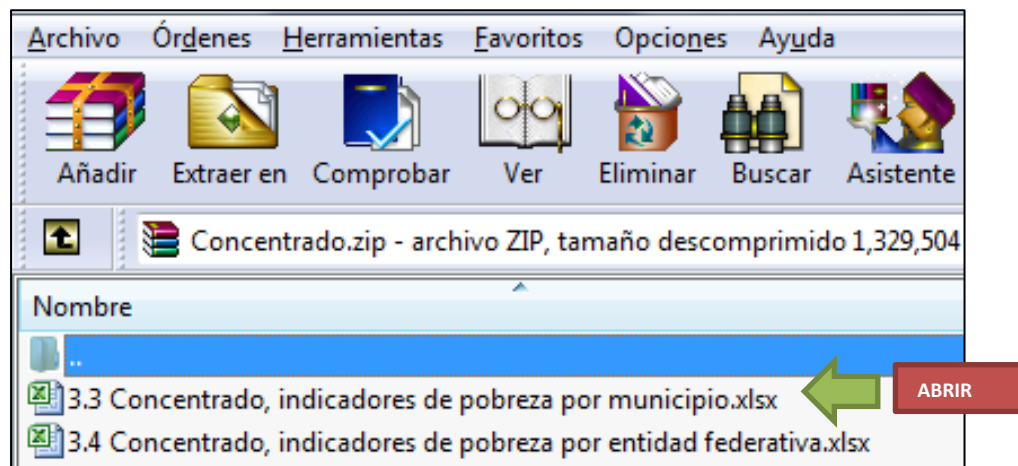 Archivo Órdenes Herramientas Favoritos Opciones Ayuda
Añadir Extraer en Comprobar Ver Eliminar Buscar Asistente
Concentrado.zip - archivo ZIP, tamaño descomprimido 1,329,504
Nombre
..
3.3 Concentrado, indicadores de pobreza por municipio.xlsx
ABRIR
3.4 Concentrado, indicadores de pobreza por entidad federativa.xlsx